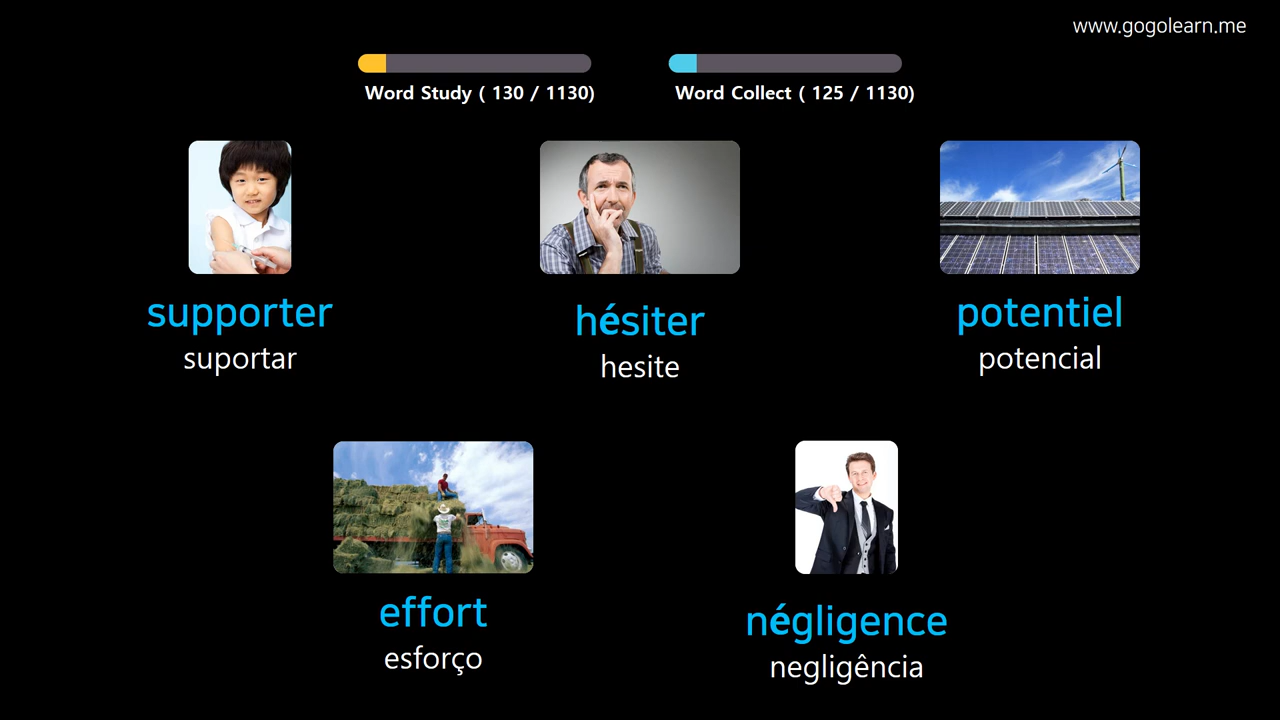 www.gogolearn.me
Word Study ( 130 / 1130)
Word Collect ( 125 / 1130)
supporter
suportar
hésiter
hesite
potentiel
potencial
effort
esforço
négligence
negligência